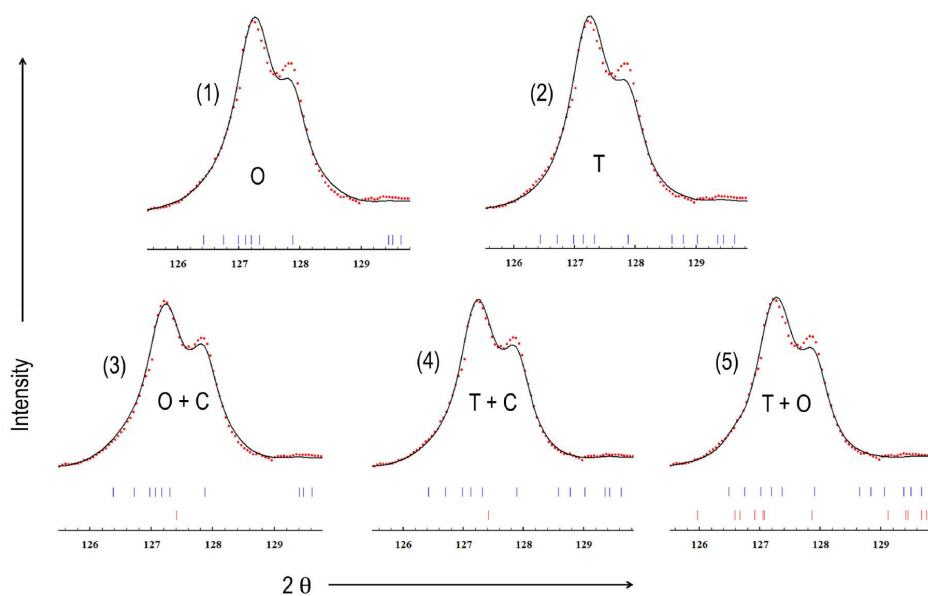 (1)
O
126 127 128 129
(2)
T
126 127 128 129
(3)
O + C
126 127 128 129
(4)
T + C
126 127 128 129
(5)
T + O
126 127 128 129
Intensity
2 θ